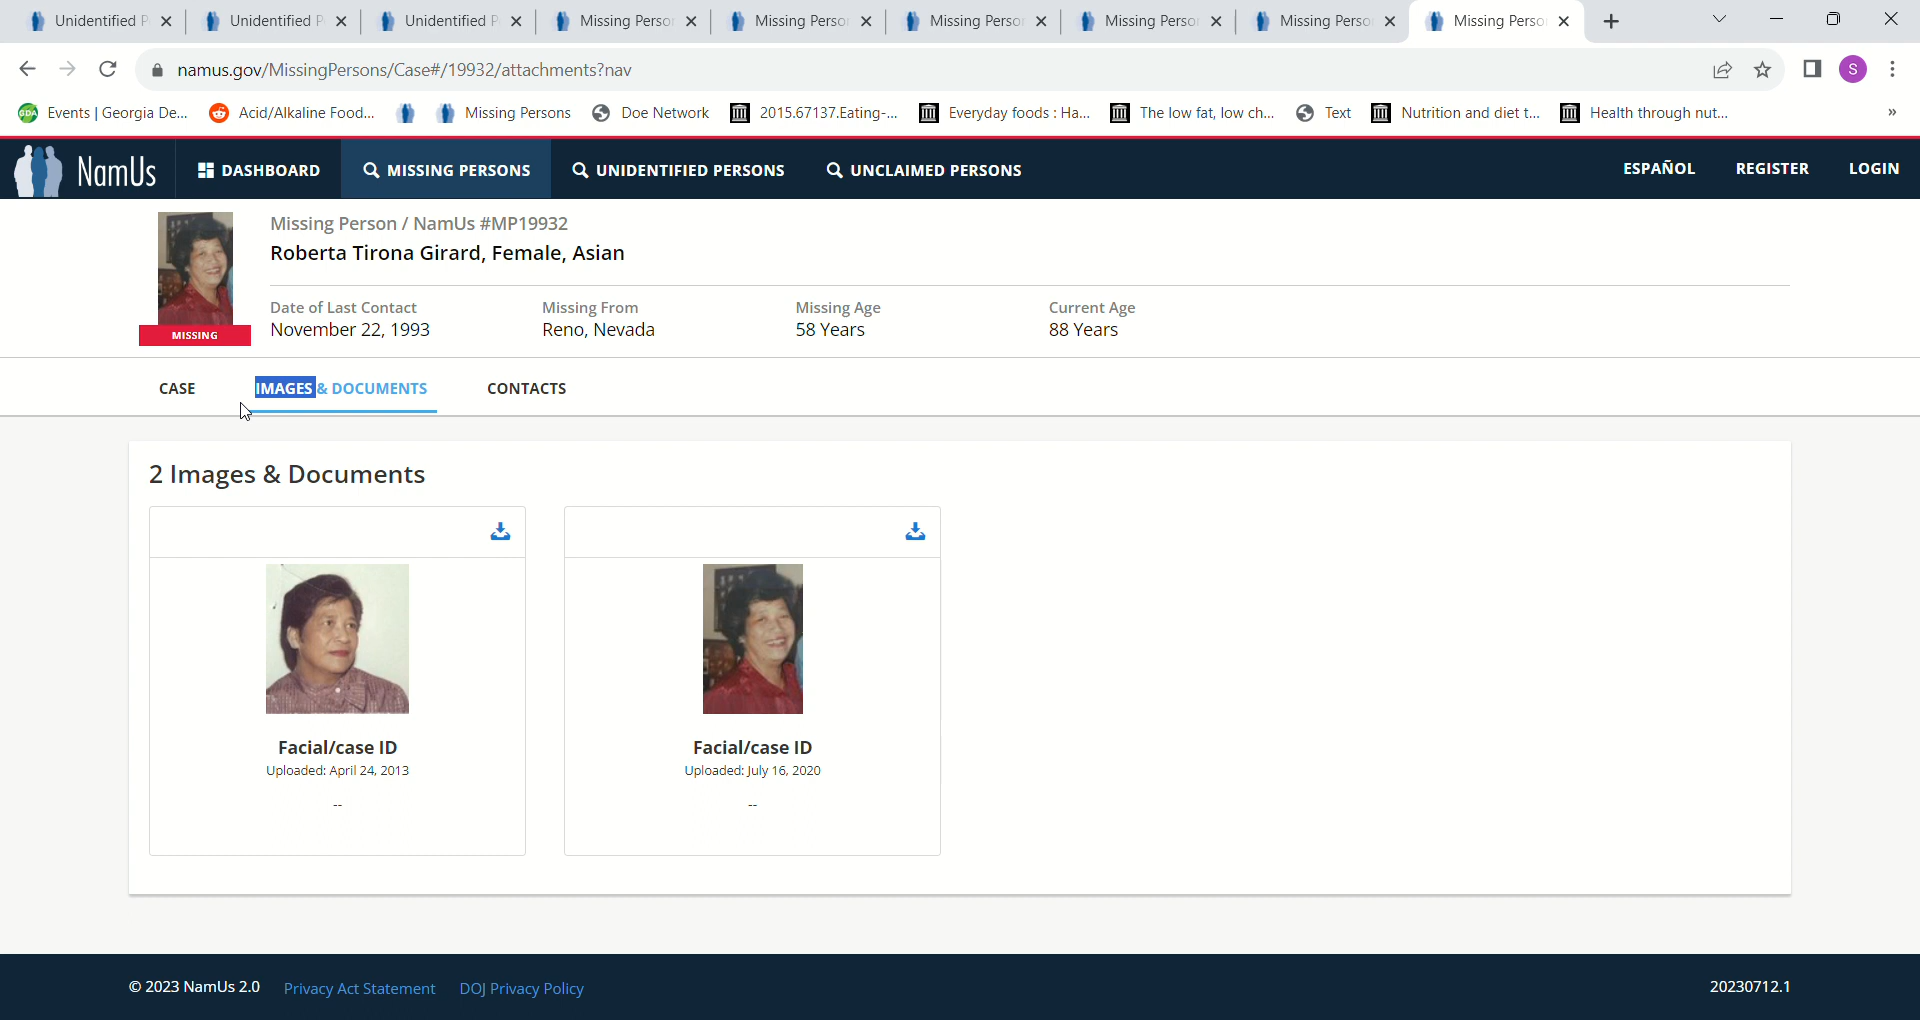 Unidentified P
Unidentified P
Unidentified P
Missing Perso
Missing Perso
Missing Perso
Missing Perso
Missing Perso
Missing Perso
namus.gov/MissingPersons/Case#/19932/attachments?nav
S
GDA Events | Georgia De...
Acid/Alkaline Food...
Missing Persons
Doe Network
2015.67137.Eating-...
Everyday foods : Ha...
The low fat, low ch...
Text
Nutrition and diet t...
Health through nut...
»
NamUs
DASHBOARD
MISSING PERSONS
UNIDENTIFIED PERSONS
UNCLAIMED PERSONS
ESPAÑOL
REGISTER
LOGIN
Missing Person / NamUs #MP19932
Roberta Tirona Girard, Female, Asian
MISSING
Date of Last Contact
November 22, 1993
Missing From
Reno, Nevada
Missing Age
58 Years
Current Age
88 Years
CASE
IMAGES & DOCUMENTS
CONTACTS
2 Images & Documents
Facial/case ID
Uploaded: April 24, 2013
--
Facial/case ID
Uploaded: July 16, 2020
--
© 2023 NamUs 2.0
Privacy Act Statement
DOJ Privacy Policy
20230712.1